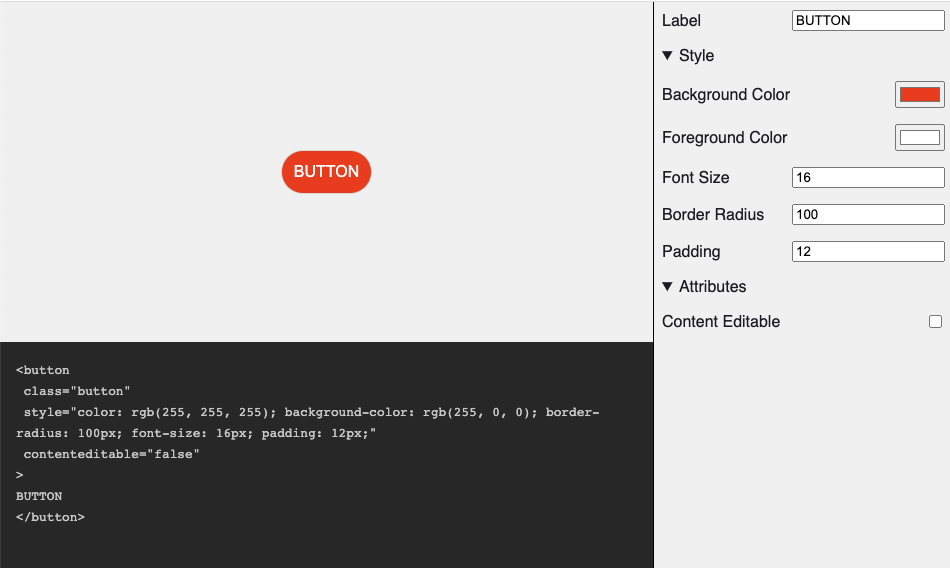 BUTTON
<button
class="button"
style="color: rgb(255, 255, 255); background-color: rgb(255, 0, 0); border-
radius: 100px; font-size: 16px; padding: 12px;"
contenteditable="false"
>
BUTTON
</button>
Label BUTTON
▼ Style
Background Color
Foreground Color
Font Size 16
Border Radius 100
Padding 12
▼ Attributes
Content Editable